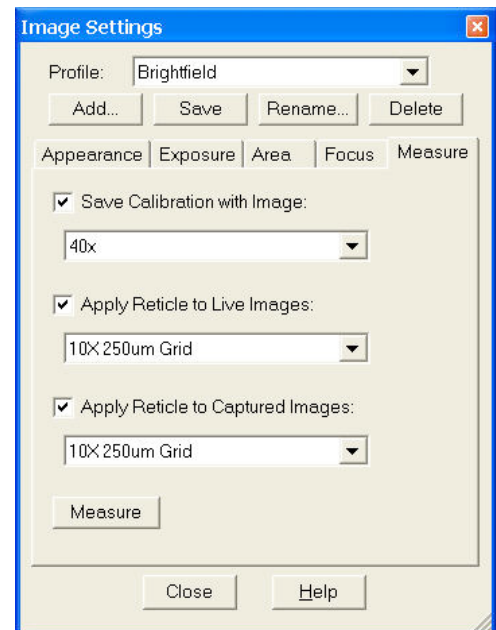 Image Settings
Profile: Brightfield
Add... Save Rename... Delete
Appearance Exposure Area Focus Measure
Save Calibration with Image:
40x
Apply Reticle to Live Images:
10X 250um Grid
Apply Reticle to Captured Images:
10X 250um Grid
Measure
Close Help